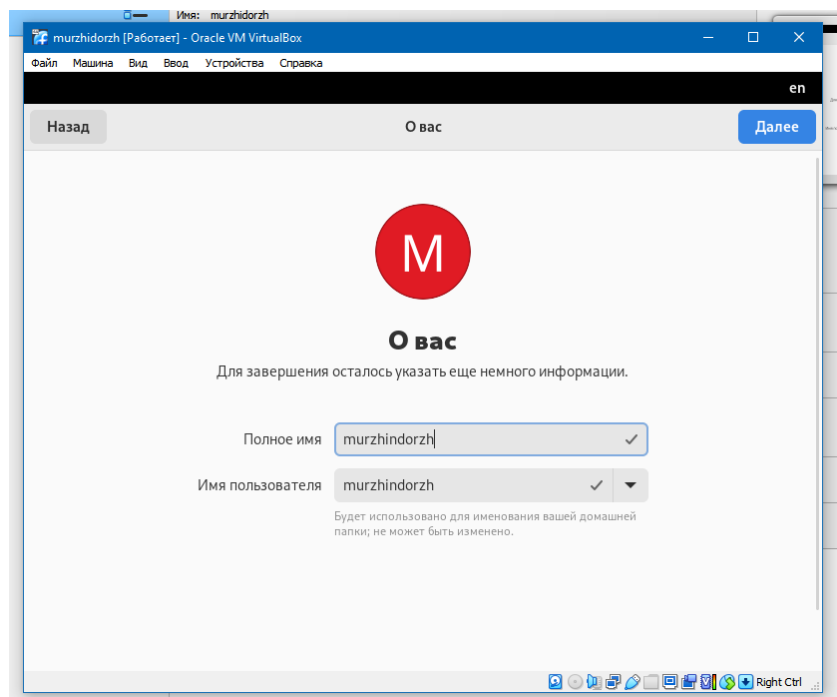 Имя: murzhidorzh
murzhidorzh [Работает] - Oracle VM VirtualBox
Файл Машина Вид Ввод Устройства Справка
en
Назад О вас Далее
M
О вас
Для завершения осталось указать еще немного информации.
Полное имя murzhindorzh
Имя пользователя murzhindorzh
Будет использовано для именования вашей домашней
папки; не может быть изменено.
Right Ctrl